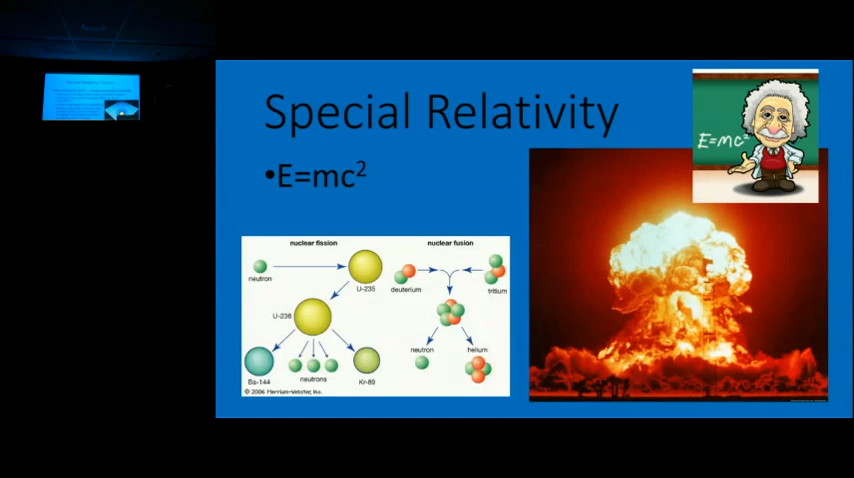 Special Relativity
•E=mc²
E=mc²
nuclear fission
nuclear fusion
neutron
U-235
deuterium
tritium
U-238
neutron
helium
Ba-144
neutrons
Kr-89
© 2006 Merriam-Webster, Inc.